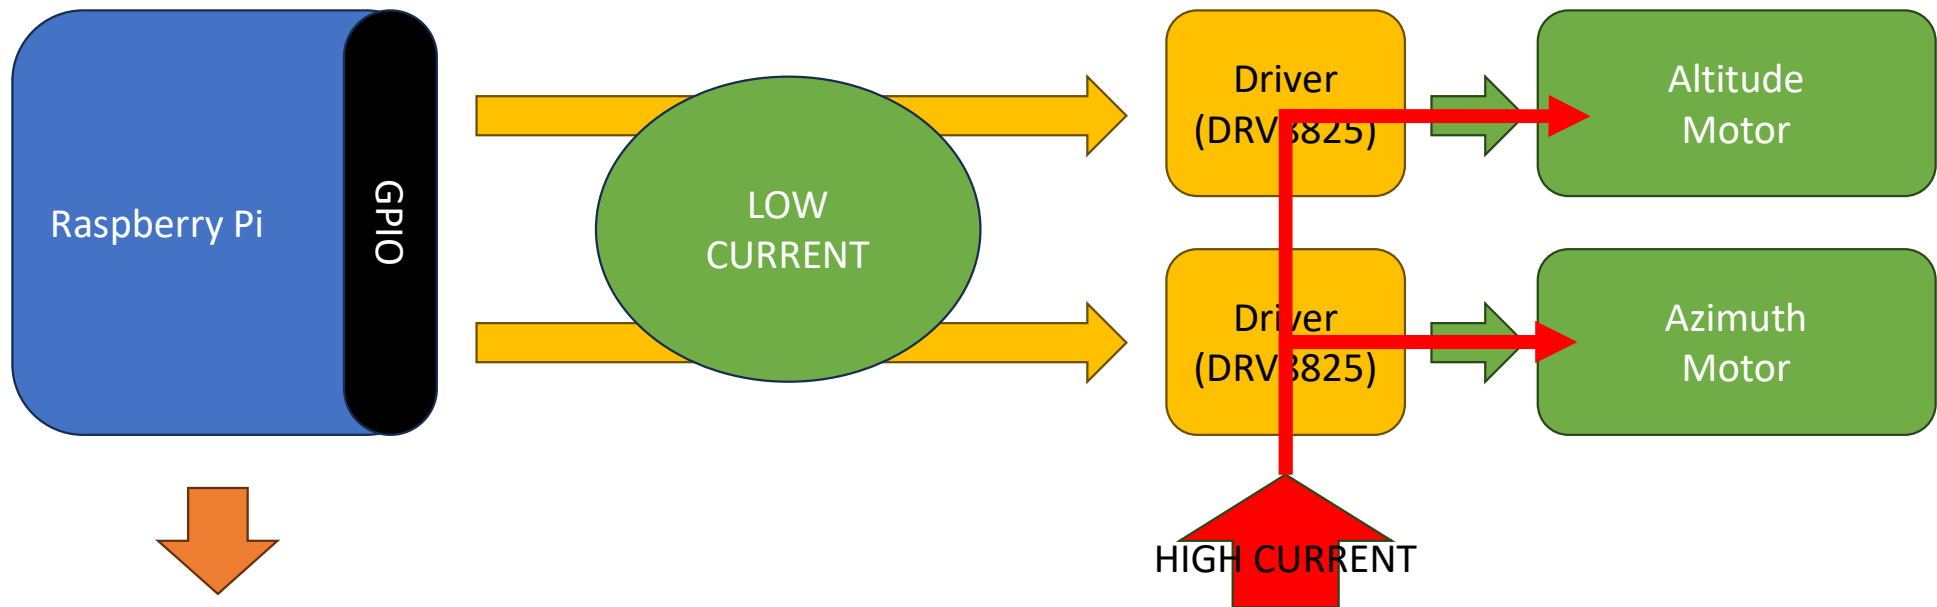 Raspberry Pi
GPIO
LOW
CURRENT
Driver
(DRV8825)
Altitude
Motor
Driver
(DRV8825)
Azimuth
Motor
HIGH CURRENT